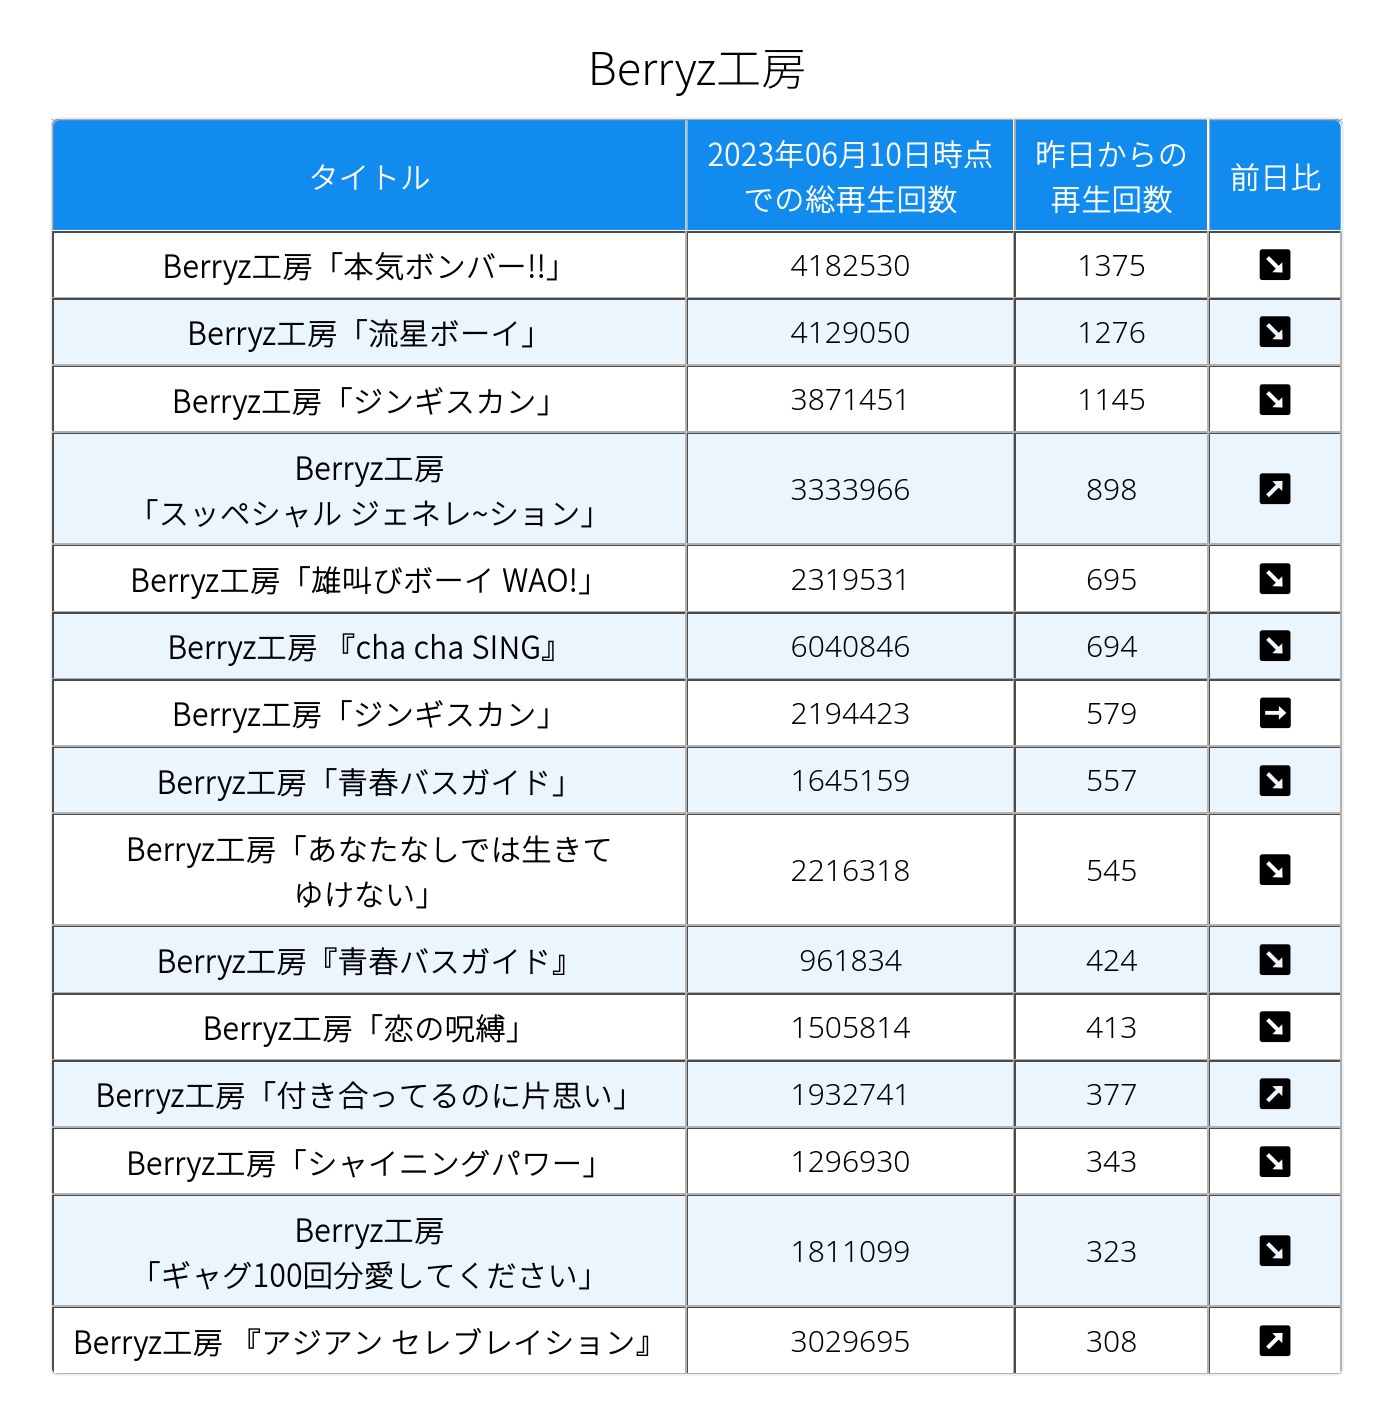 Berryz工房
タイトル
2023年06月10日時点
での総再生回数
昨日からの
再生回数
前日比
Berryz工房「本気ボンバー!!」 4182530 1375 ↘
Berryz工房「流星ボーイ」 4129050 1276 ↘
Berryz工房「ジンギスカン」 3871451 1145 ↘
Berryz工房
「スッペシャル ジェネレ~ション」 3333966 898 ↗
Berryz工房「雄叫びボーイ WAO!」 2319531 695 ↘
Berryz工房 『cha cha SING』 6040846 694 ↘
Berryz工房「ジンギスカン」 2194423 579 →
Berryz工房「青春バスガイド」 1645159 557 ↘
Berryz工房「あなたなしでは生きて
ゆけない」 2216318 545 ↘
Berryz工房『青春バスガイド』 961834 424 ↘
Berryz工房「恋の呪縛」 1505814 413 ↘
Berryz工房「付き合ってるのに片思い」 1932741 377 ↗
Berryz工房「シャイニングパワー」 1296930 343 ↘
Berryz工房
「ギャグ100回分愛してください」 1811099 323 ↘
Berryz工房 『アジアン セレブレイション』 3029695 308 ↗